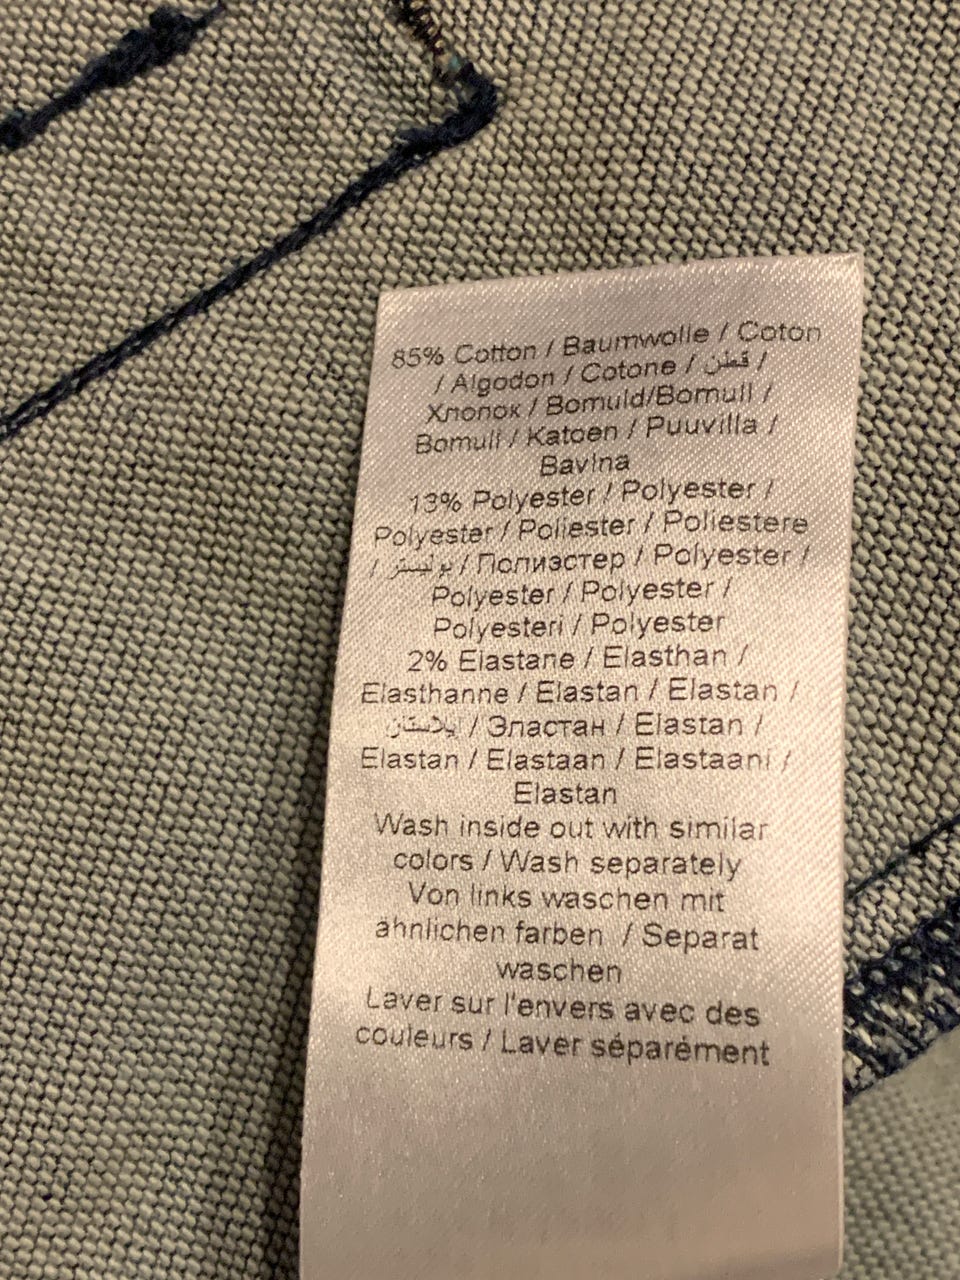 85% Cotton / Baumwolle / Coton
/ Algodon / Cotone / قطن /
Хлопок / Bomuld/Bomull /
Bomull / Katoen / Puuvilla /
Bavlna
13% Polyester / Polyester /
Polyester / Poliester / Poliestere
/ بوليستر / Полиэстер / Polyester /
Polyester / Polyester /
Polyesteri / Polyester
2% Elastane / Elasthan /
Elasthanne / Elastan / Elastan /
/ Эластан / Elastan /
Elastan / Elastaan / Elastaani /
Elastan
Wash inside out with similar
colors / Wash separately
Von links waschen mit
ähnlichen farben / Separat
waschen
Laver sur l'envers avec des
couleurs / Laver séparément